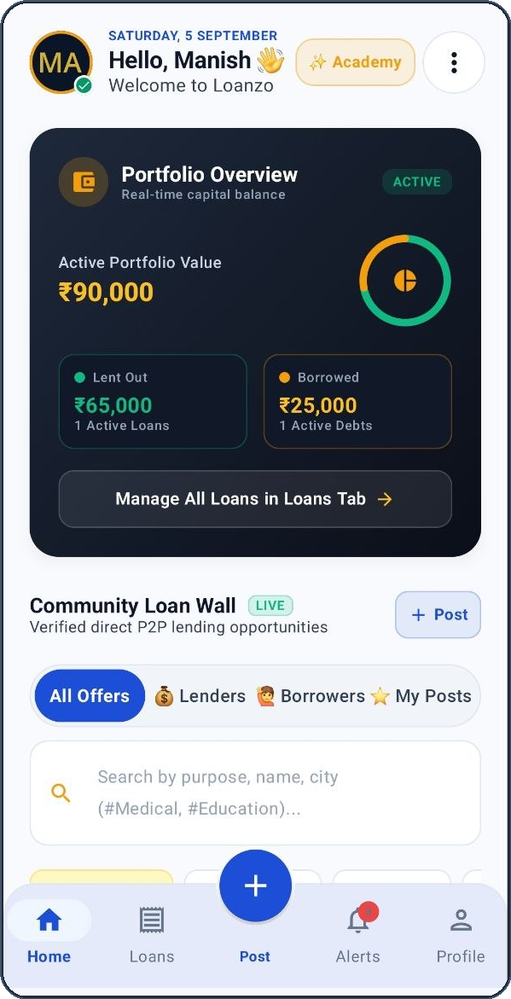 MA
SATURDAY, 5 SEPTEMBER
Hello, Manish 👋
Welcome to Loanzo
✨ Academy
Portfolio Overview
Real-time capital balance
ACTIVE
Active Portfolio Value
₹90,000
Lent Out
₹65,000
1 Active Loans
Borrowed
₹25,000
1 Active Debts
Manage All Loans in Loans Tab →
Community Loan Wall LIVE
Verified direct P2P lending opportunities
+ Post
All Offers 💰 Lenders 🙋 Borrowers ⭐ My Posts
Search by purpose, name, city
(#Medical, #Education)...
Home Loans Post Alerts Profile